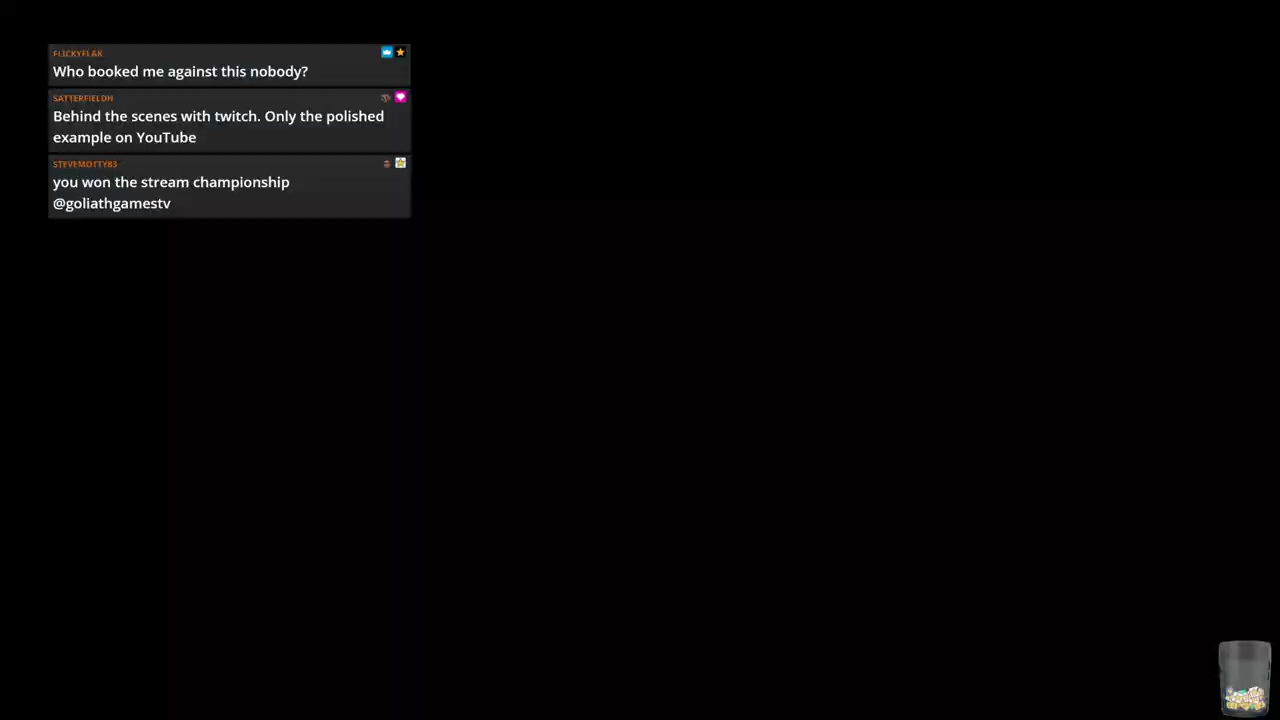 FLICKYFLAK
Who booked me against this nobody?
SATTERFIELDH
Behind the scenes with twitch. Only the polished
example on YouTube
STEVEMOTTY83
you won the stream championship
@goliathgamestv